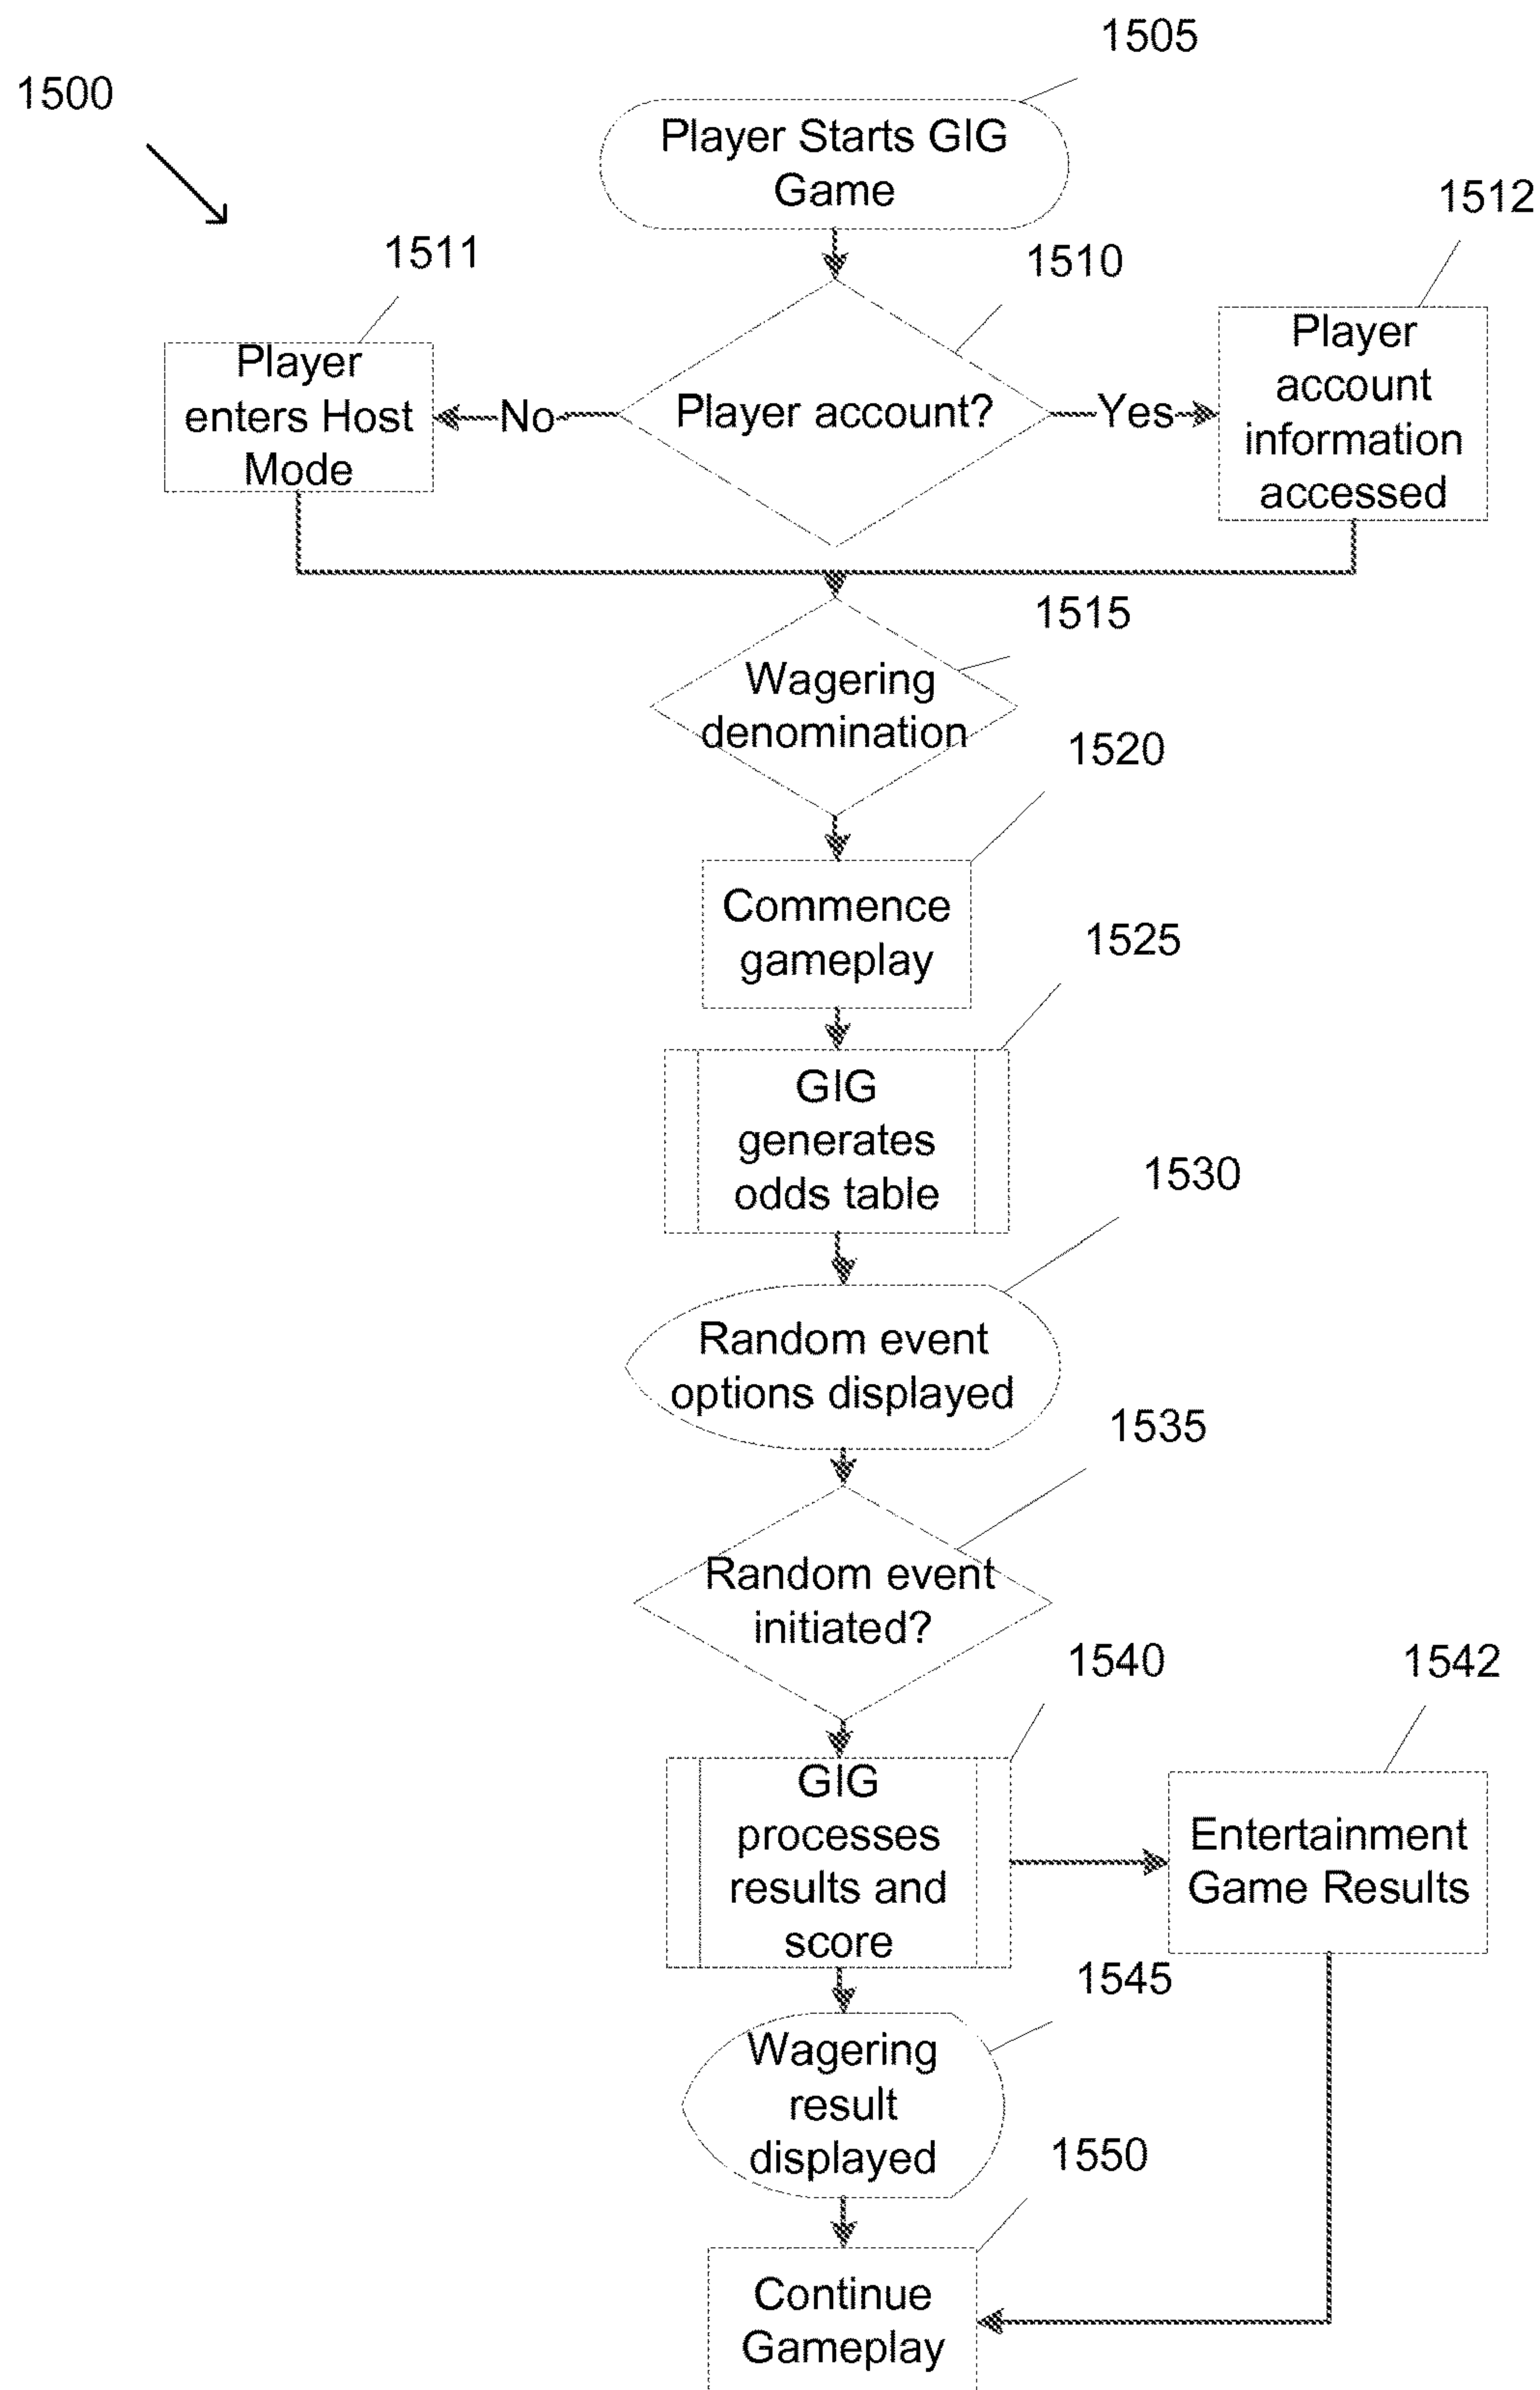 1505
1500
Player Starts GIG
Game
1512
1511
1510
Player
enters Host
Mode
No
Player account?
Yes
Player
account
information
accessed
1515
Wagering
denomination
1520
Commence
gameplay
1525
GIG
generates
odds table
1530
Random event
options displayed
1535
Random event
initiated?
1540
1542
GIG
processes
results and
score
Entertainment
Game Results
1545
Wagering
result
displayed
1550
Continue
Gameplay